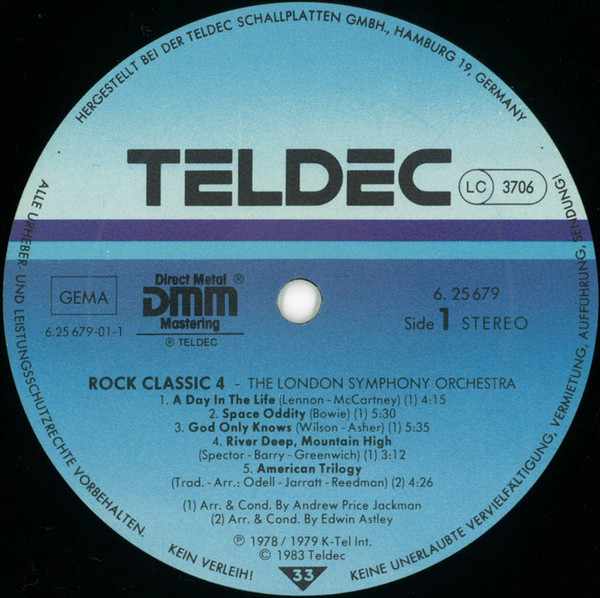 HERGESTELLT BEI DER TELDEC SCHALLPLATTEN GMBH., HAMBURG 19, GERMANY
TELDEC
LC 3706
GEMA
6.25 679-01-1
Direct Metal ®
DMM
Mastering
® TELDEC
6. 25 679
Side 1 STEREO
ROCK CLASSIC 4 - THE LONDON SYMPHONY ORCHESTRA
1. A Day In The Life (Lennon - McCartney) (1) 4:15
2. Space Oddity (Bowie) (1) 5:30
3. God Only Knows (Wilson - Asher) (1) 5:35
4. River Deep, Mountain High
(Spector - Barry - Greenwich) (1) 3:12
5. American Trilogy
(Trad. - Arr.: Odell - Jarratt - Reedman) (2) 4:26
(1) Arr. & Cond. By Andrew Price Jackman
(2) Arr. & Cond. By Edwin Astley
℗ 1978 / 1979 K-Tel Int.
© 1983 Teldec
33
ALLE URHEBER- UND LEISTUNGSSCHUTZRECHTE VORBEHALTEN.
KEIN VERLEIH!
KEINE UNERLAUBTE VERVIELFÄLTIGUNG, VERMIETUNG, AUFFÜHRUNG, SENDUNG!